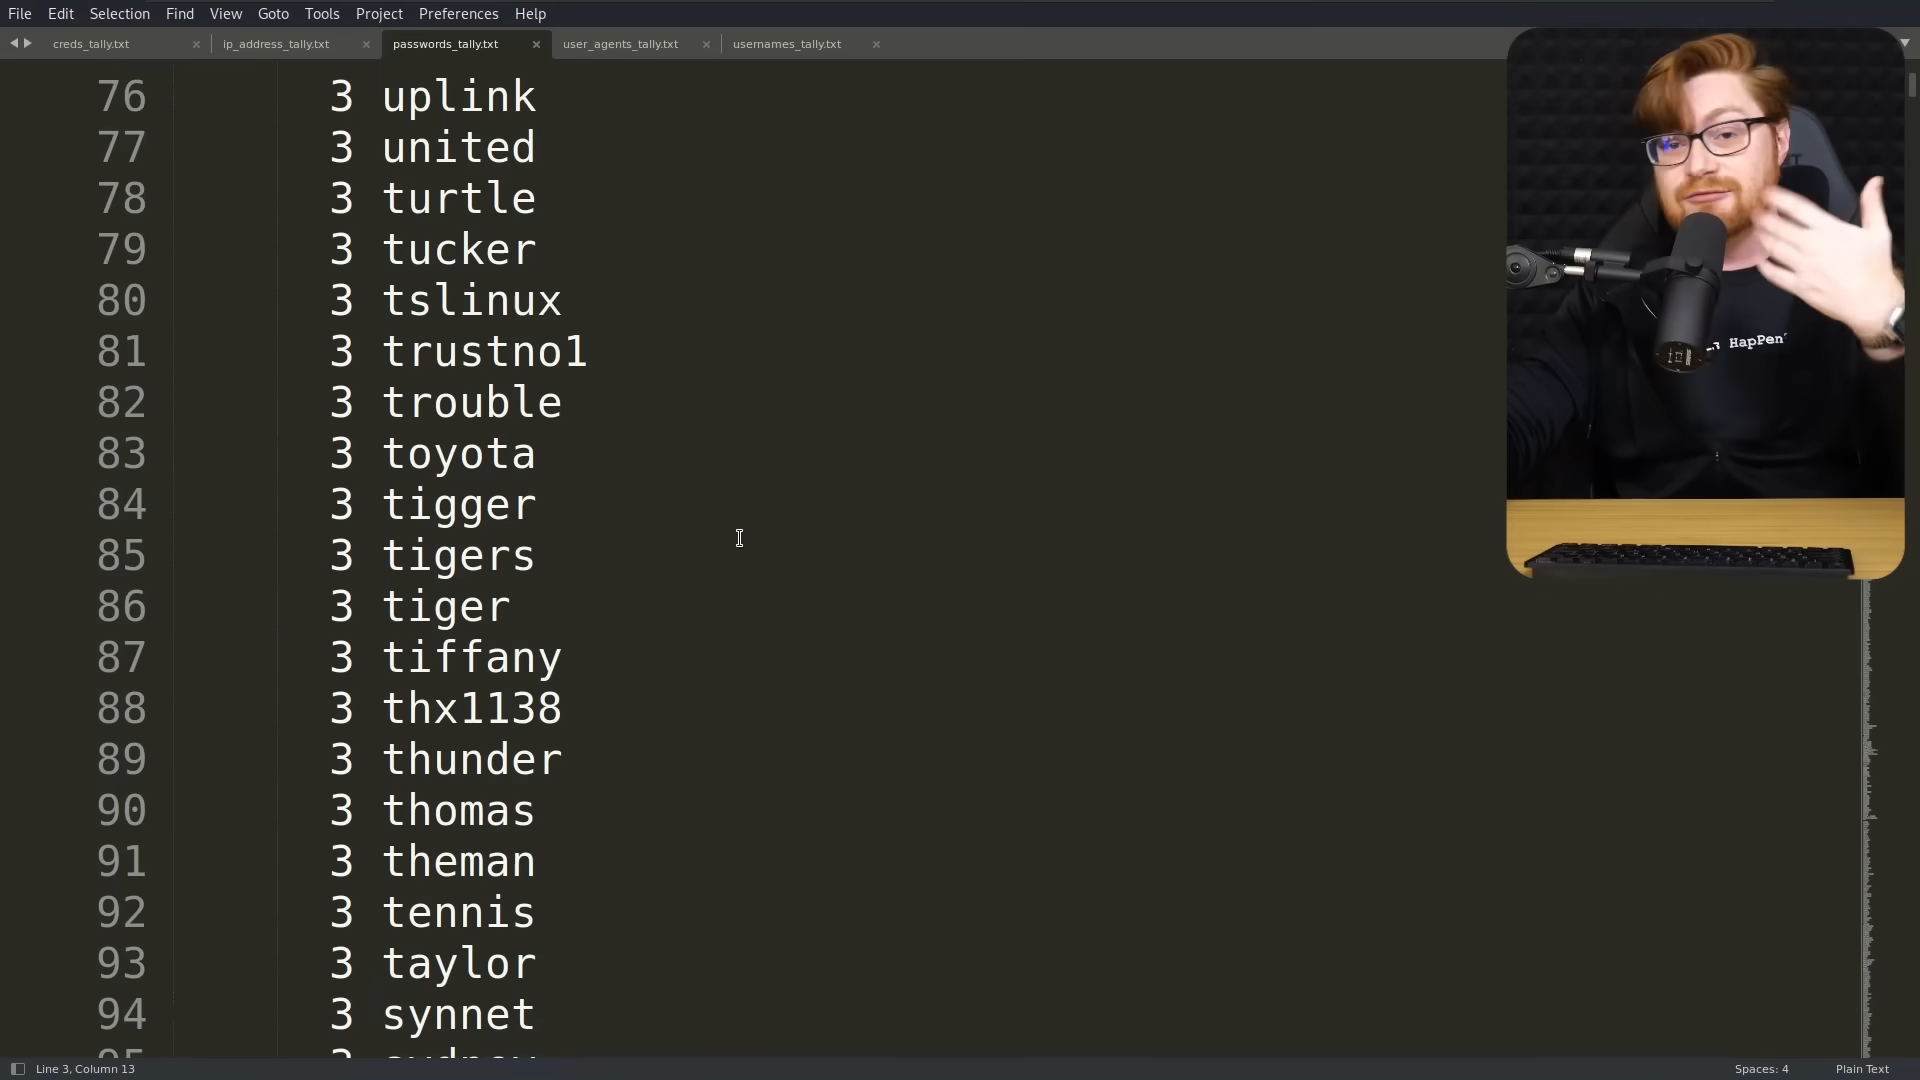 File Edit Selection Find View Goto Tools Project Preferences Help
creds_tally.txt ip_address_tally.txt passwords_tally.txt user_agents_tally.txt usernames_tally.txt
76 3 uplink
77 3 united
78 3 turtle
79 3 tucker
80 3 tslinux
81 3 trustno1
82 3 trouble
83 3 toyota
84 3 tigger
85 3 tigers
86 3 tiger
87 3 tiffany
88 3 thx1138
89 3 thunder
90 3 thomas
91 3 theman
92 3 tennis
93 3 taylor
94 3 synnet
HapPen
Line 3, Column 13 Spaces: 4 Plain Text